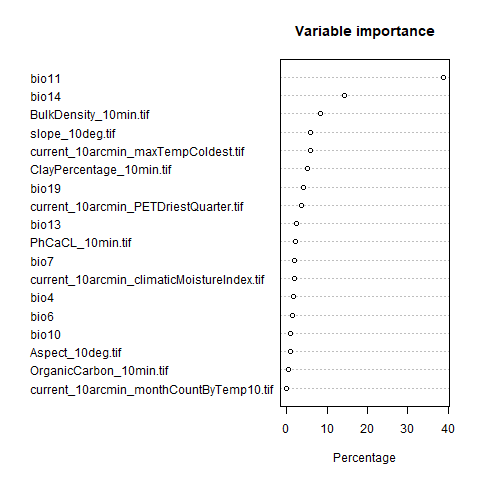 Variable importance
bio11
bio14
BulkDensity_10min.tif
slope_10deg.tif
current_10arcmin_maxTempColdest.tif
ClayPercentage_10min.tif
bio19
current_10arcmin_PETDriestQuarter.tif
bio13
PhCaCL_10min.tif
bio7
current_10arcmin_climaticMoistureIndex.tif
bio4
bio6
bio10
Aspect_10deg.tif
OrganicCarbon_10min.tif
current_10arcmin_monthCountByTemp10.tif
0 10 20 30 40
Percentage